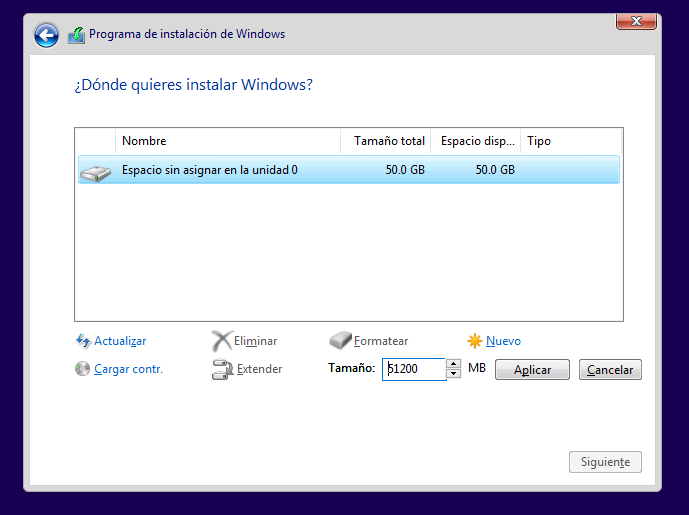 Programa de instalación de Windows
¿Dónde quieres instalar Windows?
Nombre Tamaño total Espacio disp... Tipo
Espacio sin asignar en la unidad 0 50.0 GB 50.0 GB
Actualizar Eliminar Formatear Nuevo
Cargar contr. Extender Tamaño: 51200 MB Aplicar Cancelar
Siguiente